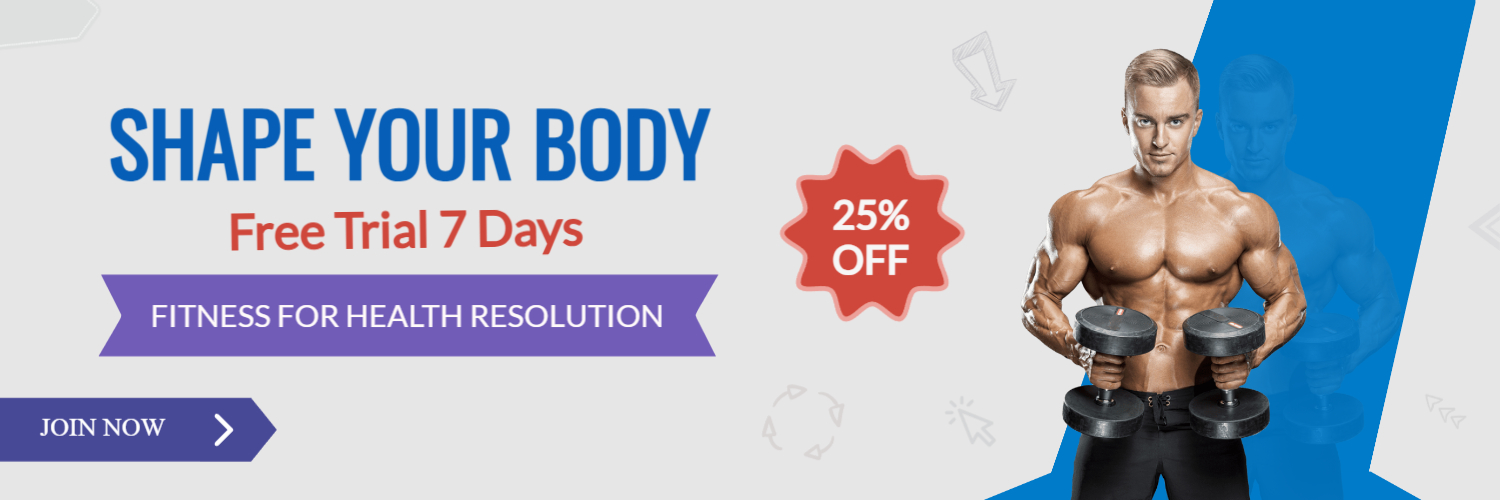 SHAPE YOUR BODY
Free Trial 7 Days
FITNESS FOR HEALTH RESOLUTION
JOIN NOW
25%
OFF